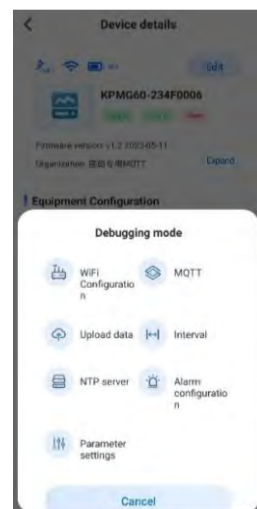 Device details
Edit
KPMG60-234F0006
Firmware version: v1.2 2023-05-11
Expand
Equipment Configuration
Debugging mode
WiFi
Configuratio
n
MQTT
Upload data
Interval
NTP server
Alarm
configuratio
n
Parameter
settings
Cancel